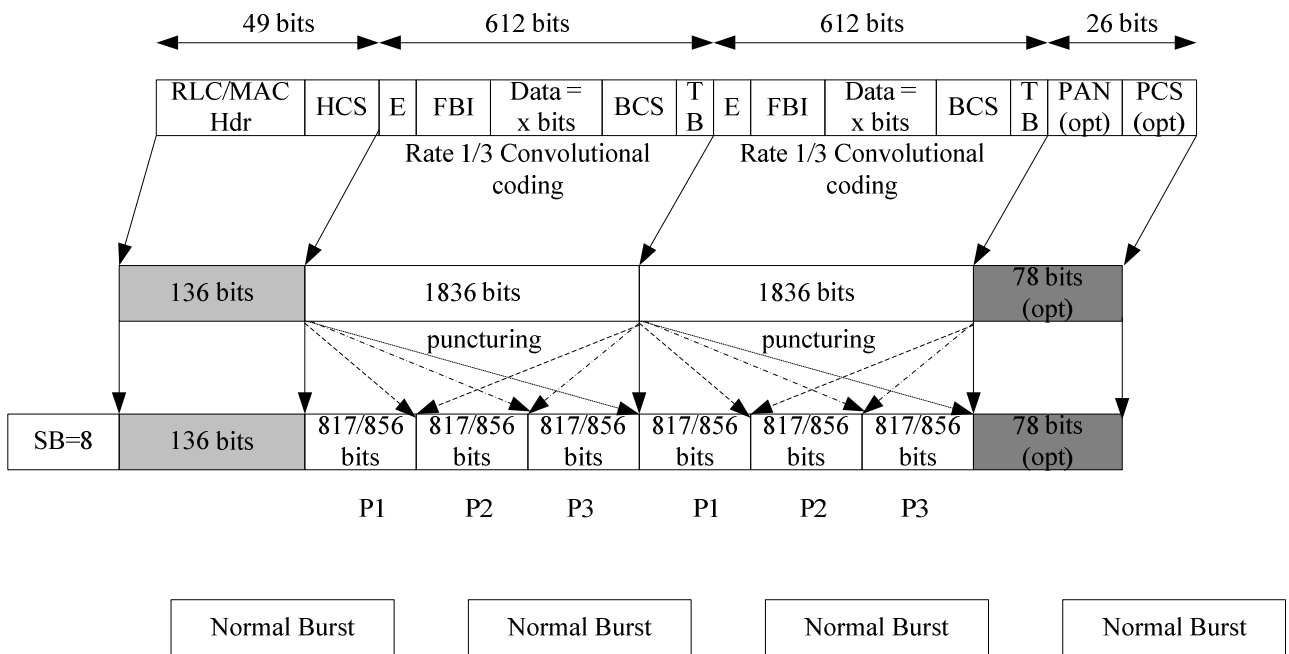 49 bits 612 bits 612 bits 26 bits
RLC/MAC Hdr HCS E FBI Data = x bits BCS T B E FBI Data = x bits BCS T B PAN (opt) PCS (opt)
Rate 1/3 Convolutional coding Rate 1/3 Convolutional coding
136 bits 1836 bits 1836 bits 78 bits (opt)
puncturing puncturing
SB=8 136 bits 817/856 bits 817/856 bits 817/856 bits 817/856 bits 817/856 bits 817/856 bits 78 bits (opt)
P1 P2 P3 P1 P2 P3
Normal Burst Normal Burst Normal Burst Normal Burst